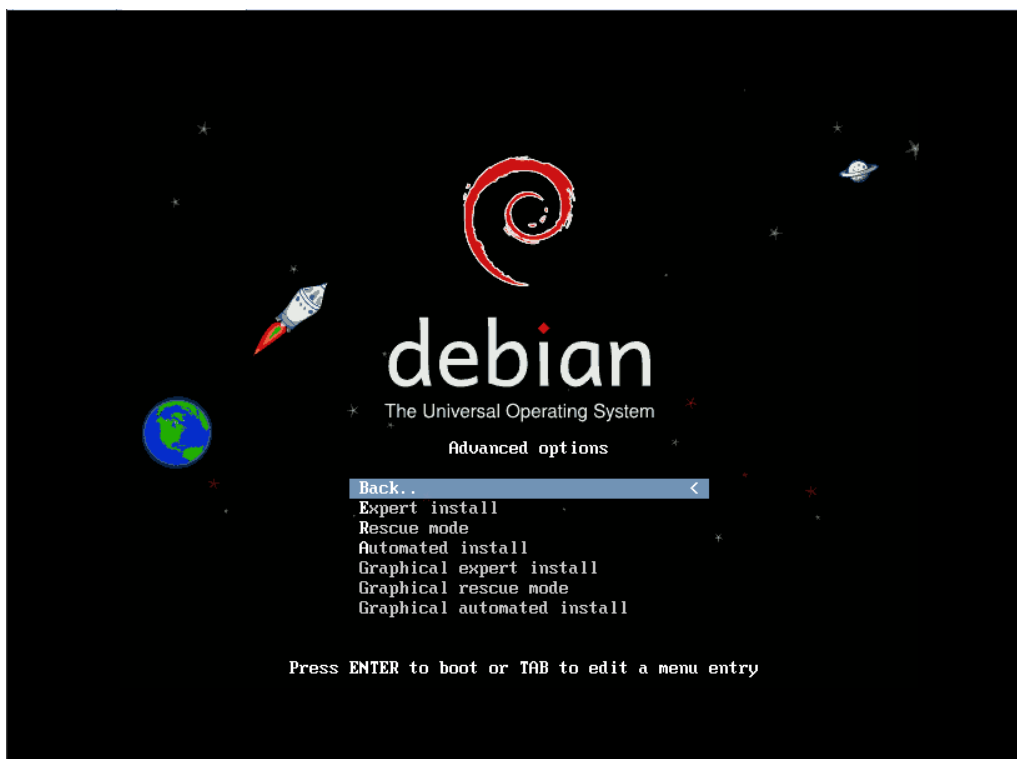 debian
The Universal Operating System
Advanced options
Back.. <
Expert install
Rescue mode
Automated install
Graphical expert install
Graphical rescue mode
Graphical automated install
Press ENTER to boot or TAB to edit a menu entry